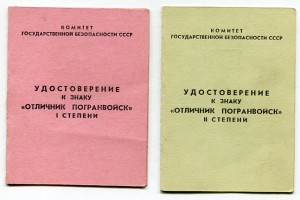 КОМИТЕТ
ГОСУДАРСТВЕННОЙ БЕЗОПАСНОСТИ СССР
УДОСТОВЕРЕНИЕ
К ЗНАКУ
«ОТЛИЧНИК ПОГРАНВОЙСК»
I СТЕПЕНИ
КОМИТЕТ
ГОСУДАРСТВЕННОЙ БЕЗОПАСНОСТИ СССР
УДОСТОВЕРЕНИЕ
К ЗНАКУ
«ОТЛИЧНИК ПОГРАНВОЙСК»
II СТЕПЕНИ